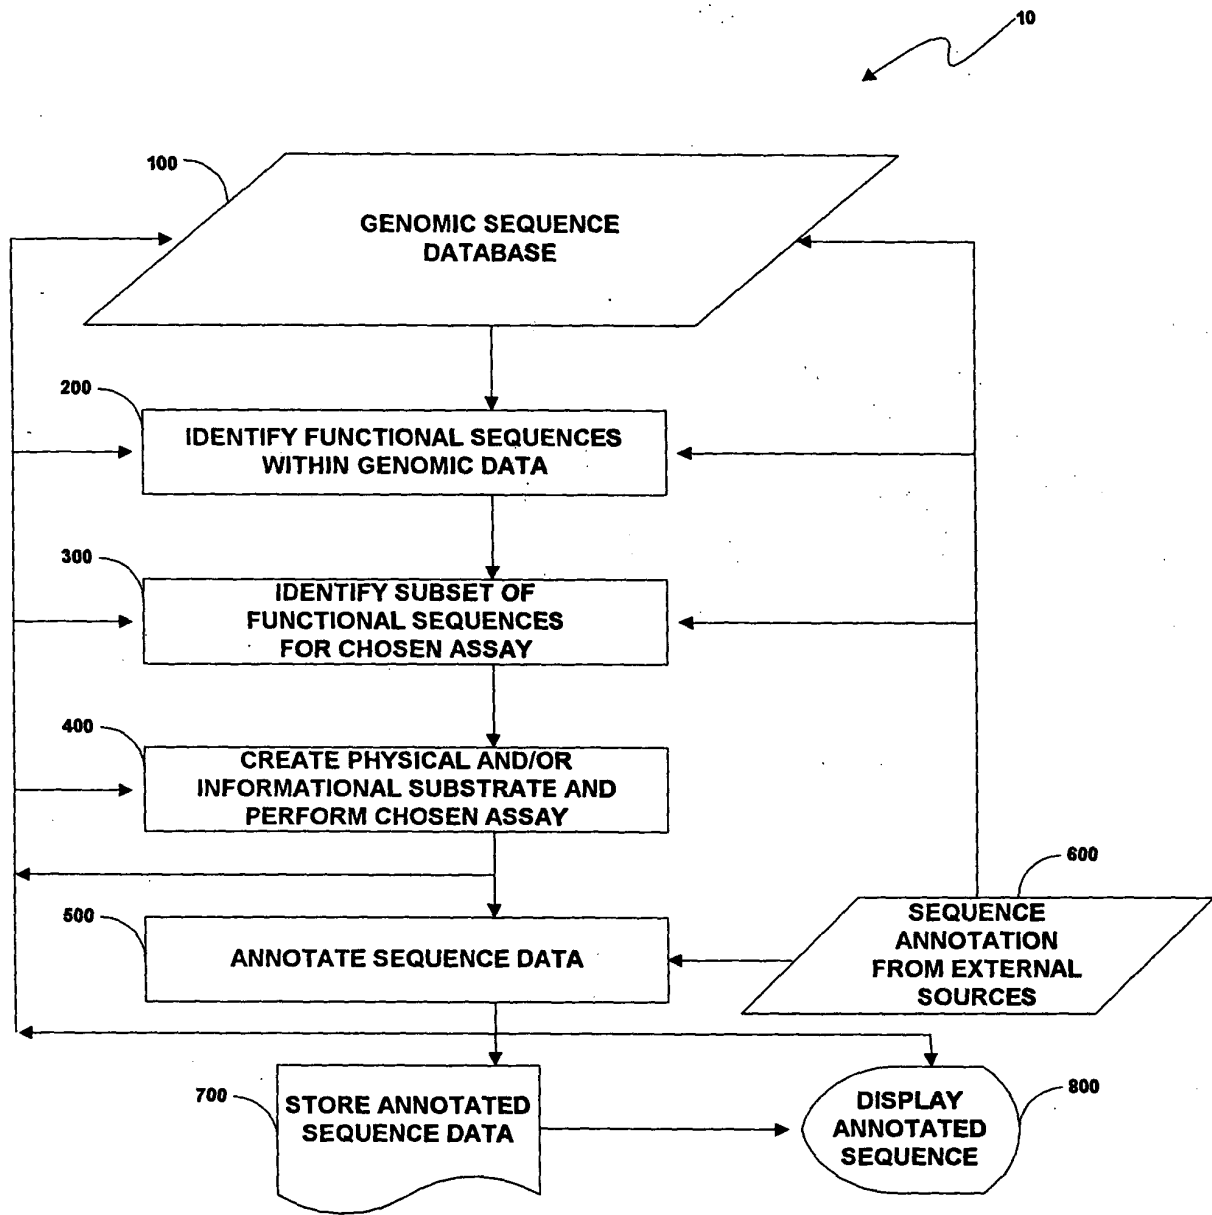 10
100
GENOMIC SEQUENCE
DATABASE
200
IDENTIFY FUNCTIONAL SEQUENCES
WITHIN GENOMIC DATA
300
IDENTIFY SUBSET OF
FUNCTIONAL SEQUENCES
FOR CHOSEN ASSAY
400
CREATE PHYSICAL AND/OR
INFORMATIONAL SUBSTRATE AND
PERFORM CHOSEN ASSAY
500
ANNOTATE SEQUENCE DATA
600
SEQUENCE
ANNOTATION
FROM EXTERNAL
SOURCES
700
STORE ANNOTATED
SEQUENCE DATA
800
DISPLAY
ANNOTATED
SEQUENCE